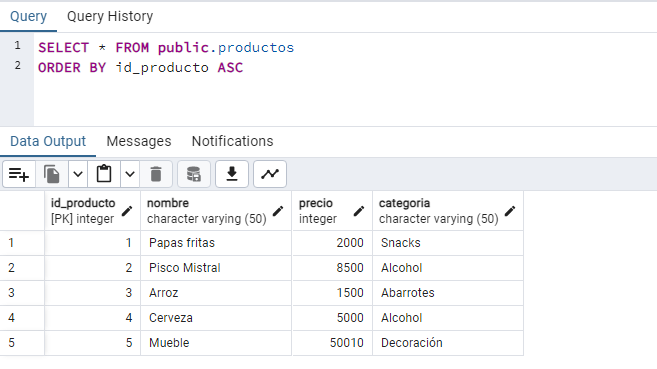 Query Query History
1 SELECT * FROM public.productos
2 ORDER BY id_producto ASC
Data Output Messages Notifications
id_producto nombre precio categoria
[PK] integer character varying (50) integer character varying (50)
1 1 Papas fritas 2000 Snacks
2 2 Pisco Mistral 8500 Alcohol
3 3 Arroz 1500 Abarrotes
4 4 Cerveza 5000 Alcohol
5 5 Mueble 50010 Decoración